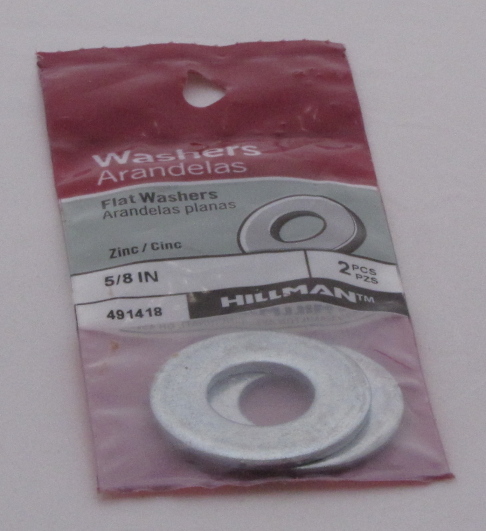 Washers
Arandelas
Flat Washers
Arandelas planas
Zinc / Cinc
5/8 IN
2 PCS
PZS
491418
HILLMAN™